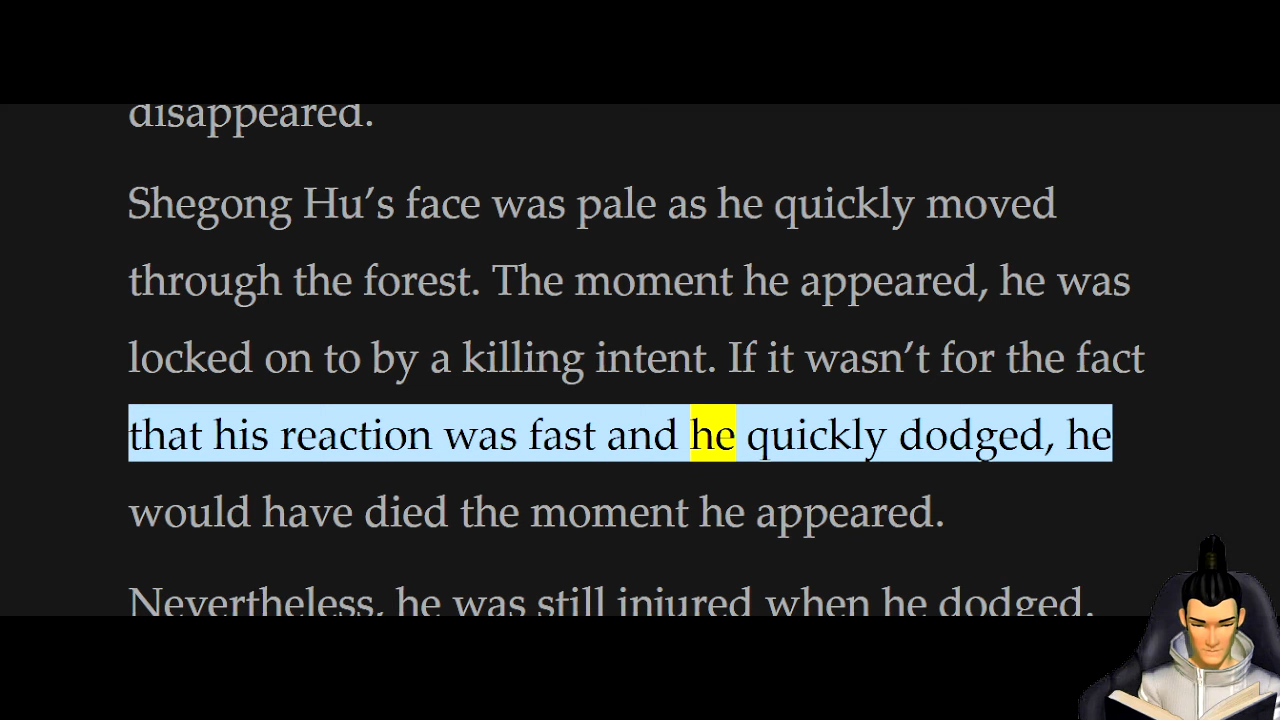 disappeared.
Shegong Hu’s face was pale as he quickly moved
through the forest. The moment he appeared, he was
locked on to by a killing intent. If it wasn’t for the fact
that his reaction was fast and he quickly dodged, he
would have died the moment he appeared.
Nevertheless, he was still injured when he dodged.